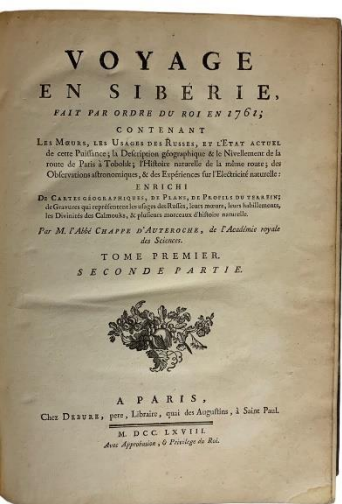 VOYAGE
EN SIBÉRIE,
FAIT PAR ORDRE DU ROI EN 1761;
CONTENANT
LES MŒURS, LES USAGES DES RUSSES, ET L'ÉTAT ACTUEL
de cette Puissance; la Description géographique & le Nivellement de la
route de Paris à Tobolsk; l'Histoire naturelle de la même route; des
Observations astronomiques, & des Expériences sur l'Electricité naturelle:
ENRICHI
DE CARTES GÉOGRAPHIQUES, DE PLANS, DE PROFILS DU TERREIN;
de Gravures qui représentent les usages des Russes, leurs mœurs, leurs habillements,
les Divinités des Calmouks, & plusieurs morceaux d'histoire naturelle.
Par M. l'Abbé CHAPPE D'AUTEROCHE, de l'Académie royale
des Sciences.
TOME PREMIER.
SECONDE PARTIE.
A PARIS,
Chez DEBURE, pere, Libraire, quai des Augustins, à Saint Paul.
M. DCC. LXVIII.
Avec Approbation, & Privilege du Roi.